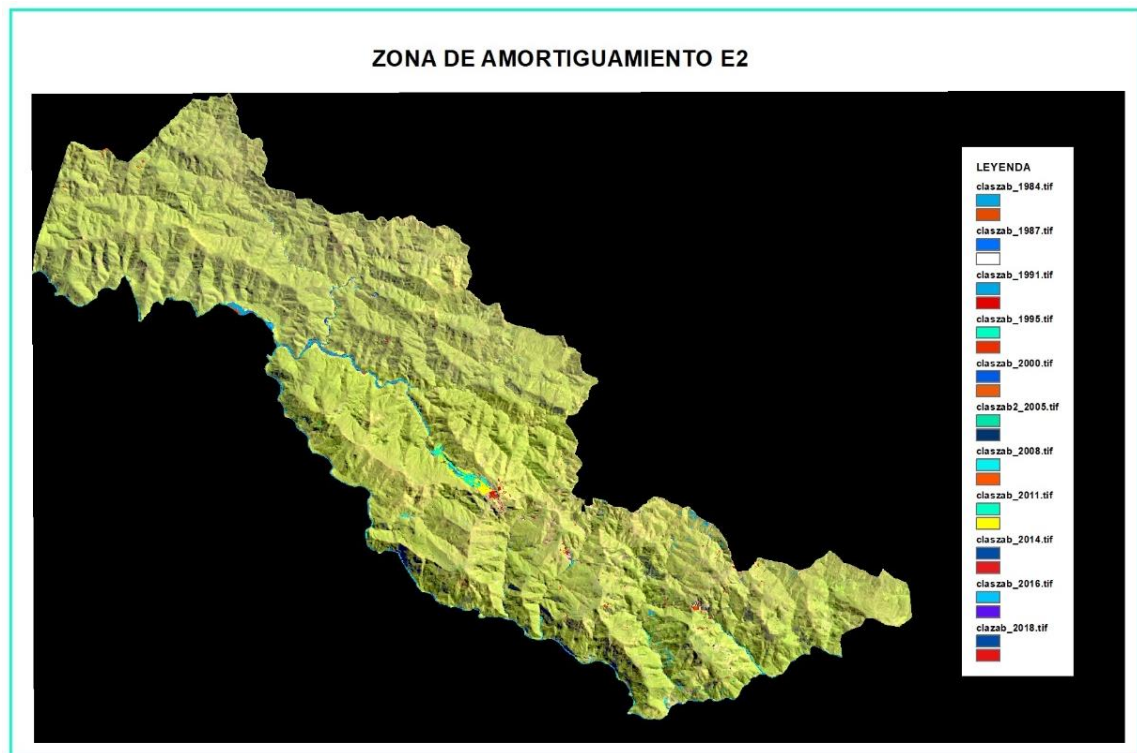 ZONA DE AMORTIGUAMIENTO E2
LEYENDA
claszab_1984.tif
claszab_1987.tif
claszab_1991.tif
claszab_1995.tif
claszab_2000.tif
claszab2_2005.tif
claszab_2008.tif
claszab_2011.tif
claszab_2014.tif
claszab_2016.tif
clazab_2018.tif